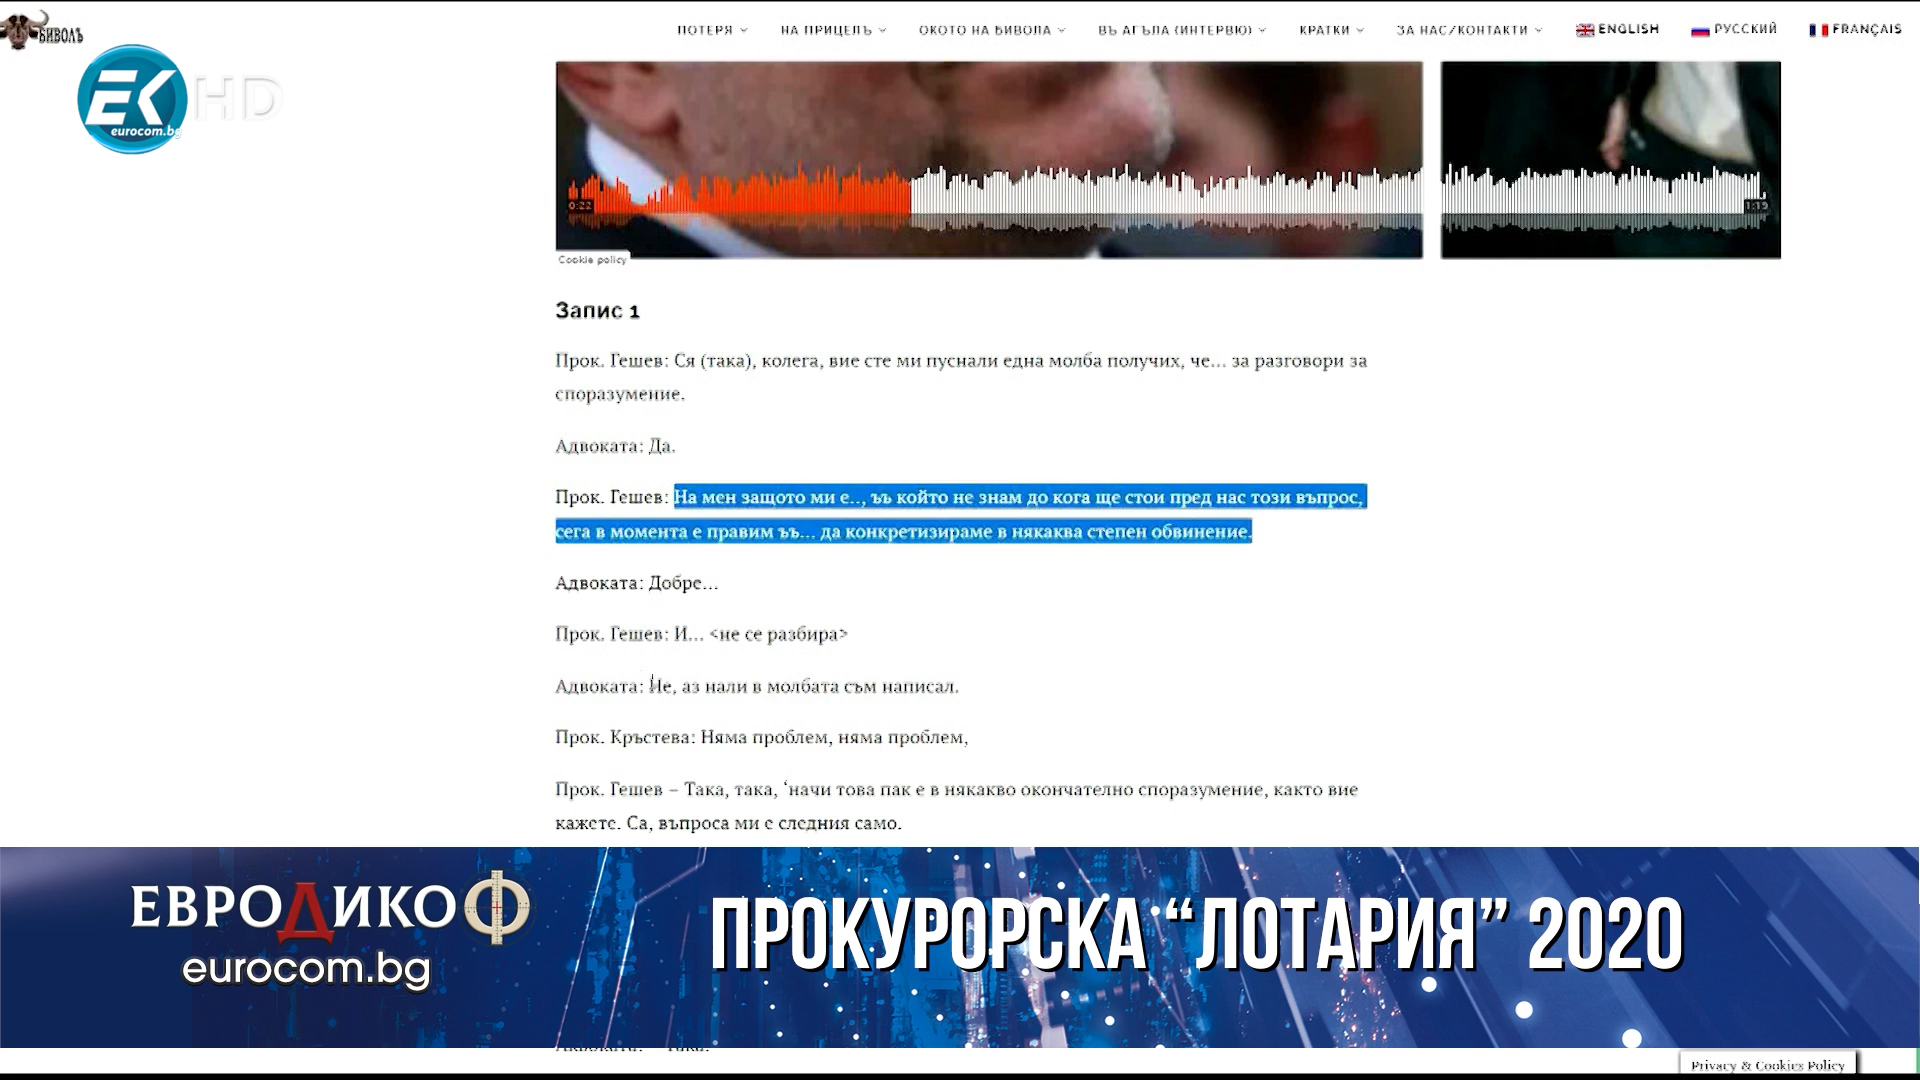 БИВОЛЪ
ПОТЕРЯ НА ПРИЦЕЛЪ ОКОТО НА БИВОЛА ВЪ АГЪЛА (ИНТЕРВЮ) КРАТКИ ЗА НАС/КОНТАКТИ ENGLISH РУССКИЙ FRANÇAIS
EK HD
eurocom.bg
0:22
1:19
Cookie policy
Запис 1
Прок. Гешев: Ся (така), колега, вие сте ми пуснали една молба получих, че… за разговори за
споразумение.
Адвоката: Да.
Прок. Гешев: На мен защото ми е.., ъъ който не знам до кога ще стои пред нас този въпрос,
сега в момента е правим ъъ… да конкретизираме в някаква степен обвинение.
Адвоката: Добре…
Прок. Гешев: И… <не се разбира>
Адвоката: Не, аз нали в молбата съм написал.
Прок. Кръстева: Няма проблем, няма проблем,
Прок. Гешев – Така, така, ‘начи това пак е в някакво окончателно споразумение, както вие
кажете. Са, въпроса ми е следния само.
ЕВРОДИКОФ
eurocom.bg
ПРОКУРОРСКА “ЛОТАРИЯ” 2020
Privacy & Cookies Policy